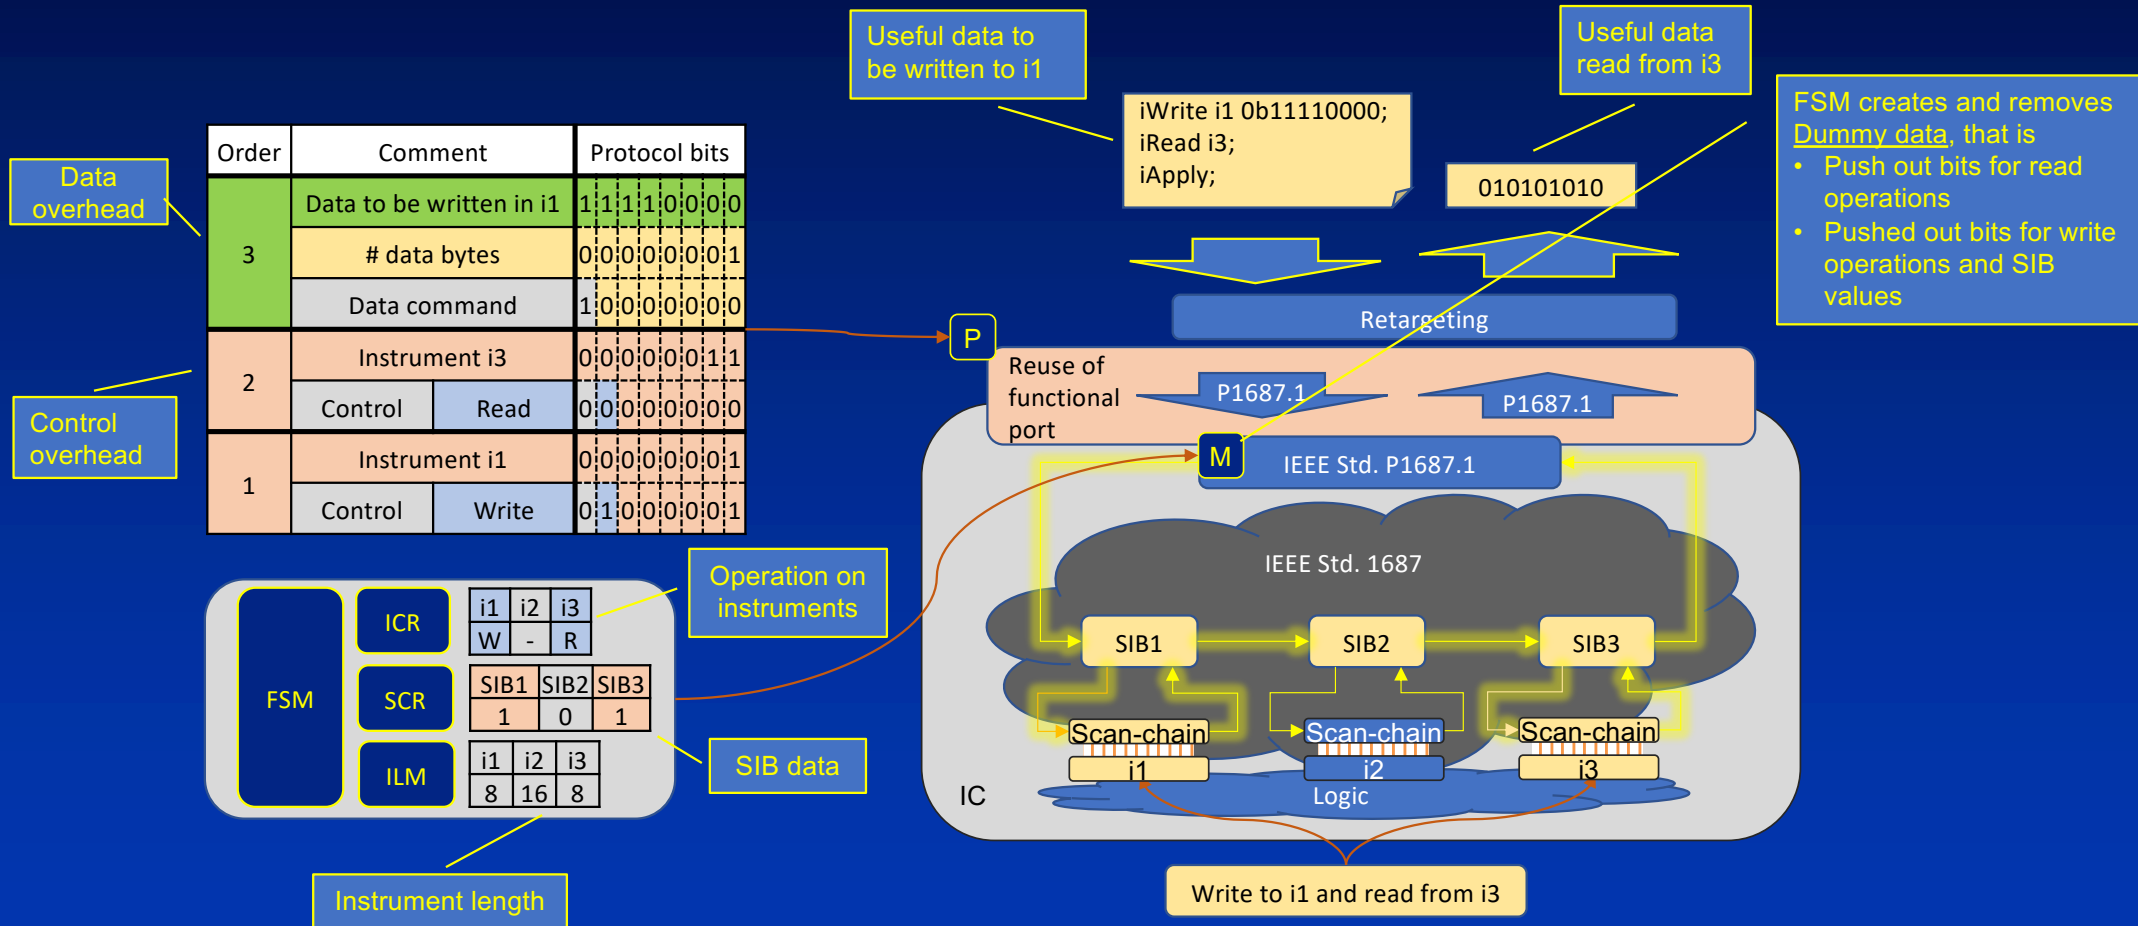 Useful data to
be written to i1
Useful data
read from i3
FSM creates and removes
Dummy data, that is
• Push out bits for read
operations
• Pushed out bits for write
operations and SIB
values
iWrite i1 0b11110000;
iRead i3;
iApply;
010101010
Data
overhead
Control
overhead
Order Comment Protocol bits
3
Data to be written in i1 1 1 1 1 0 0 0 0
# data bytes 0 0 0 0 0 0 0 1
Data command 1 0 0 0 0 0 0 0
2
Instrument i3 0 0 0 0 0 0 1 1
Control Read 0 0 0 0 0 0 0 0
1
Instrument i1 0 0 0 0 0 0 0 1
Control Write 0 1 0 0 0 0 0 1
P
Retargeting
Reuse of
functional
port
P1687.1
P1687.1
M
IEEE Std. P1687.1
IEEE Std. 1687
SIB1
SIB2
SIB3
Scan-chain
Scan-chain
Scan-chain
i1
i2
i3
Logic
IC
Write to i1 and read from i3
FSM
ICR
i1 i2 i3
W - R
SCR
SIB1 SIB2 SIB3
1 0 1
ILM
i1 i2 i3
8 16 8
Operation on
instruments
SIB data
Instrument length